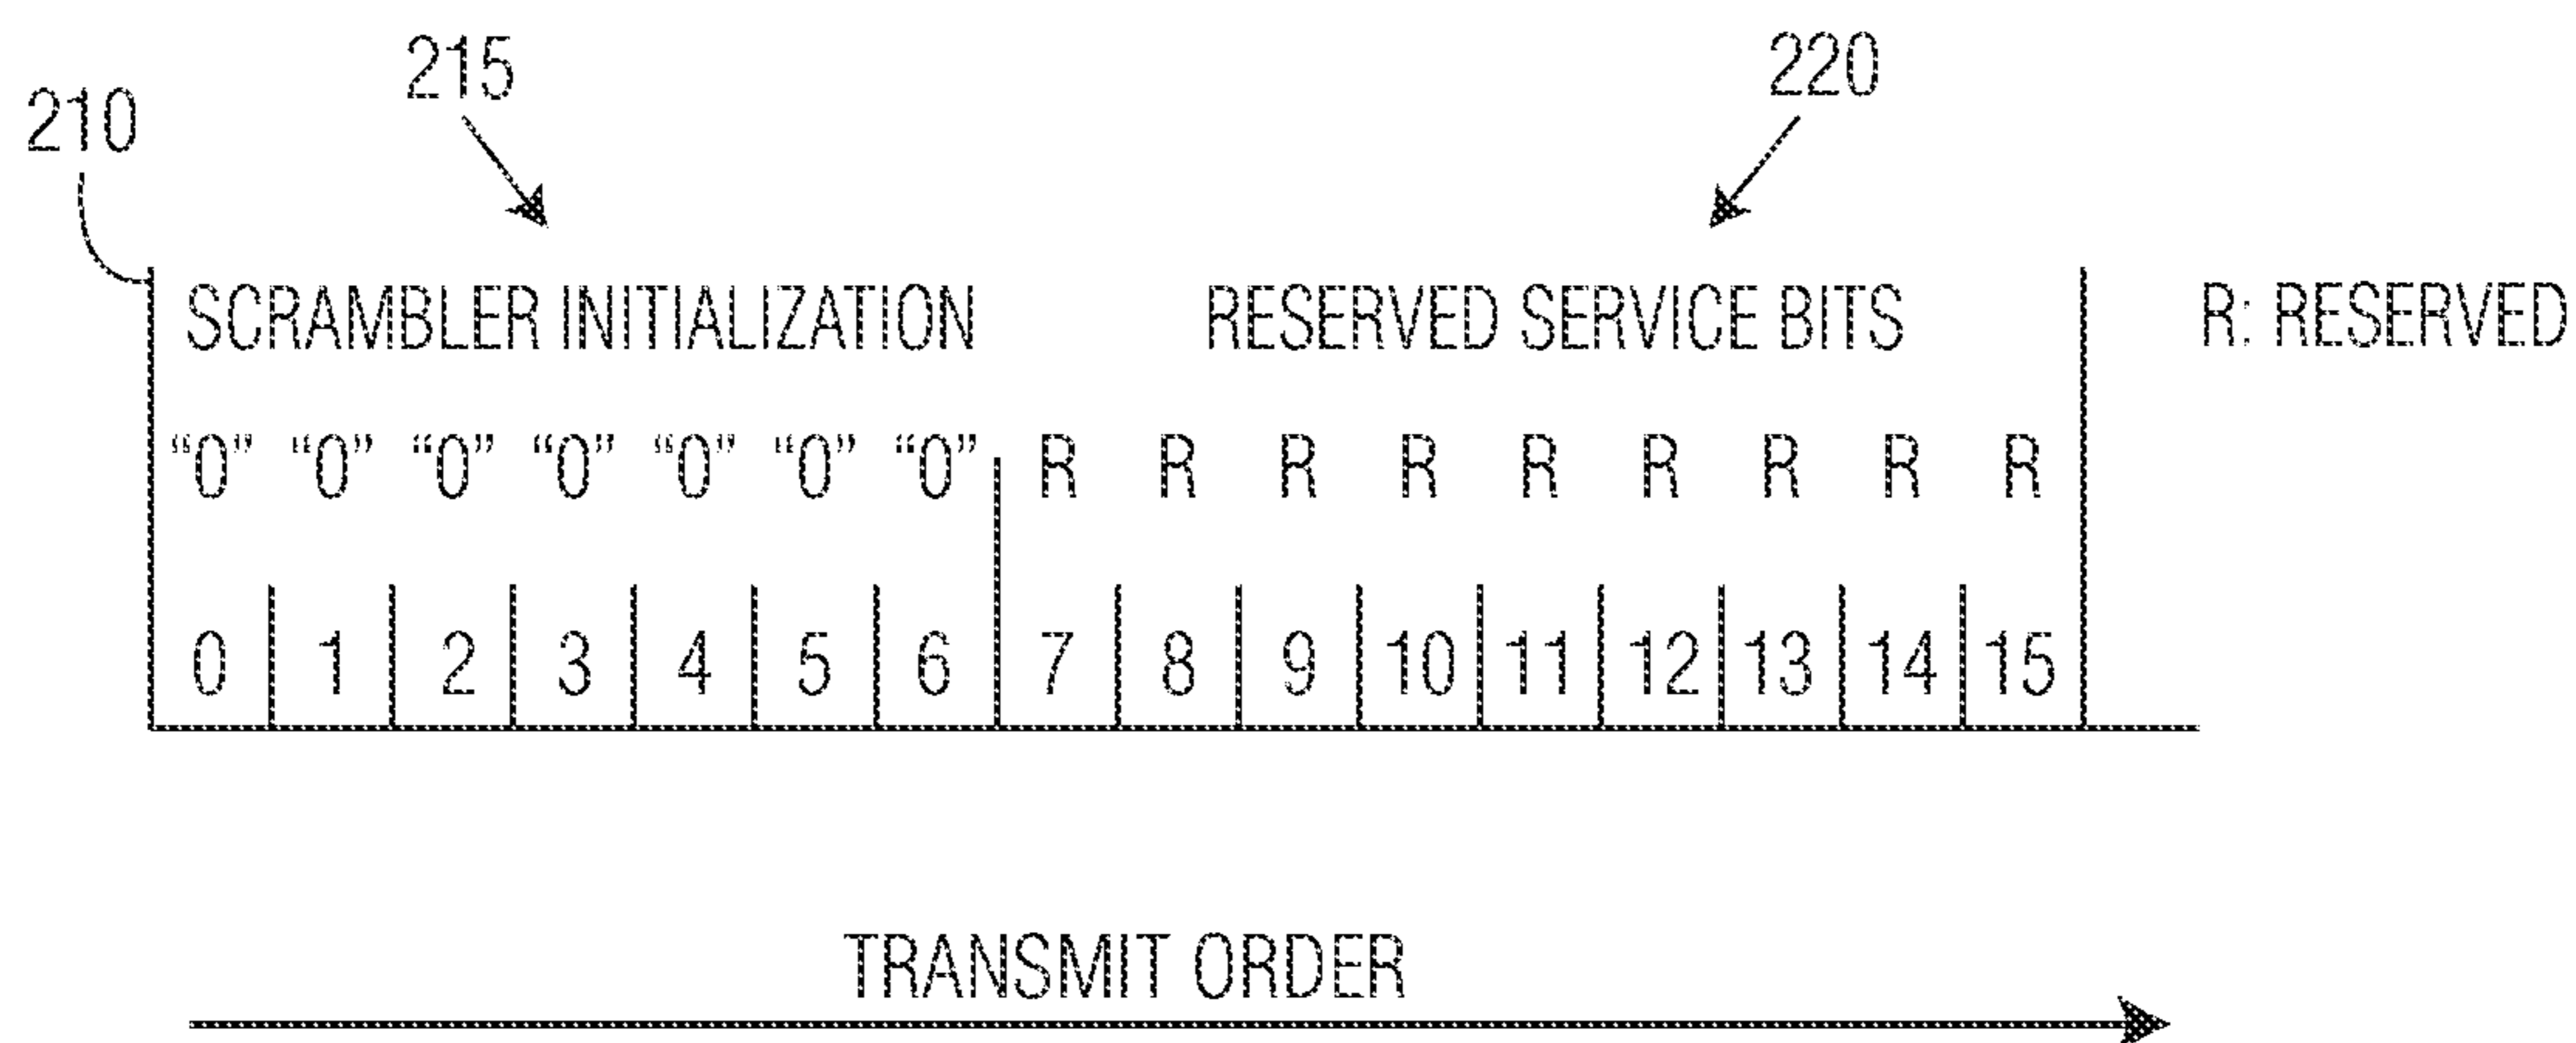 215 220
210
SCRAMBLER INITIALIZATION RESERVED SERVICE BITS R: RESERVED
“0” “0” “0” “0” “0” “0” “0” R R R R R R R R R
0 1 2 3 4 5 6 7 8 9 10 11 12 13 14 15
TRANSMIT ORDER